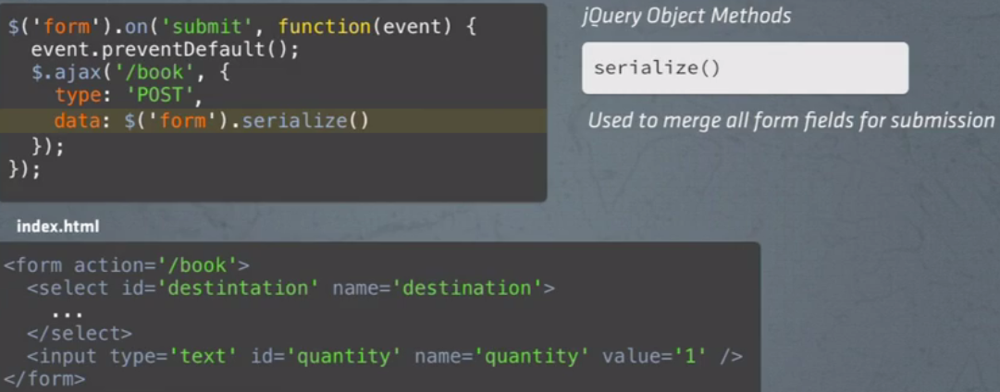 $('form').on('submit', function(event) {
event.preventDefault();
$.ajax('/book', {
type: 'POST',
data: $('form').serialize()
});
});
jQuery Object Methods
serialize()
Used to merge all form fields for submission
index.html
<form action='/book'>
<select id='destintation' name='destination'>
...
</select>
<input type='text' id='quantity' name='quantity' value='1' />
</form>